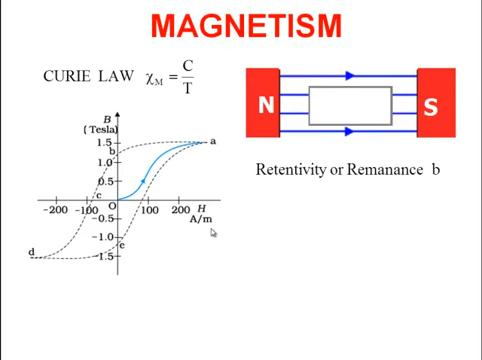 MAGNETISM
CURIE LAW χM = C/T
N
S
Retentivity or Remanance b
B
(Tesla)
1.5
a
b
1.0
0.5
c
O
-200
-100
100
200
H
A/m
-0.5
-1.0
e
d
-1.5